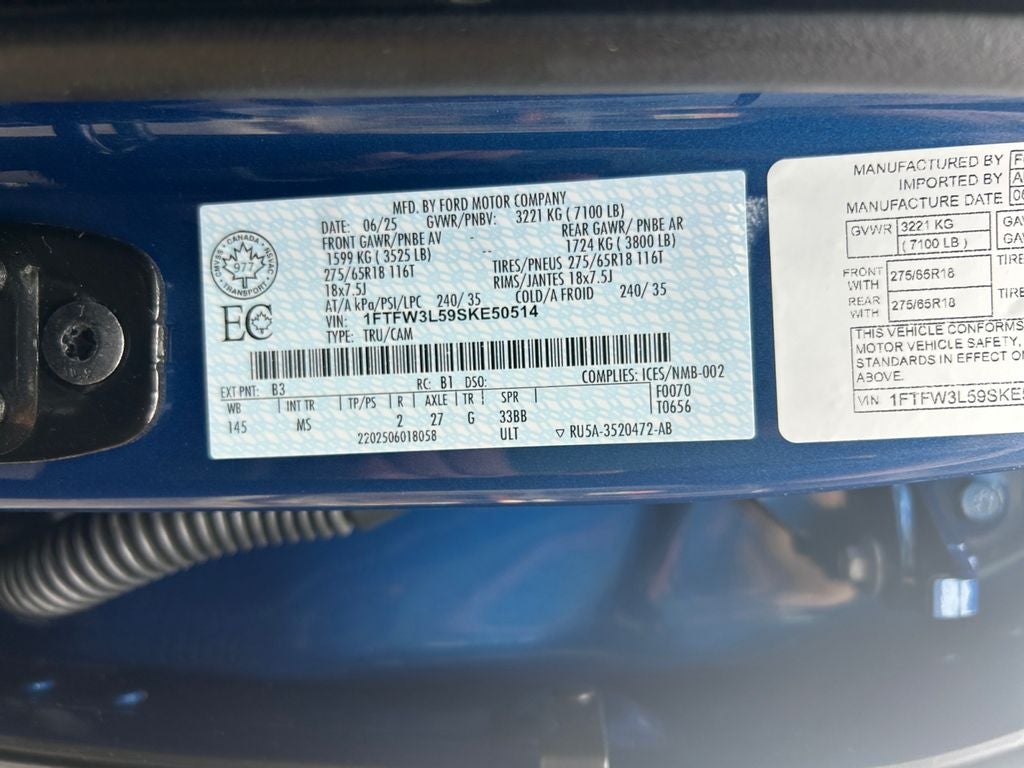 MFD. BY FORD MOTOR COMPANY
DATE: 06/25 GVWR/PNBV: 3221 KG ( 7100 LB)
FRONT GAWR/ PNBE AV REAR GAWR/ PNBE AR
1599 KG ( 3525 LB) 1724 KG ( 3800 LB)
275/65R18 116T TIRES/PNEUS 275/65R18 116T
18x7.5J RIMS/JANTES 18x7.5J
AT/A kPa/PSI/LPC 240/ 35 COLD/A FROID 240/ 35
VIN: 1FTFW3L59SKE50514
TYPE: TRU/CAM
CMVSS - CANADA - NSVAC
977
EC
EXT PNT: B3 RC: B1 DSO: COMPLIES: ICES/NMB-002
WB INT TR TP/PS R AXLE TR SPR F0070
145 MS 2 27 G 33BB T0656
2202506018058 ULT ▽ RU5A-3520472-AB
MANUFACTURED BY
IMPORTED BY
MANUFACTURE DATE
GVWR 3221 KG
( 7100 LB )
FRONT WITH 275/65R18
REAR WITH 275/65R18
THIS VEHICLE CONFORMS
MOTOR VEHICLE SAFETY,
STANDARDS IN EFFECT
ABOVE.
VIN 1FTFW3L59SKE5